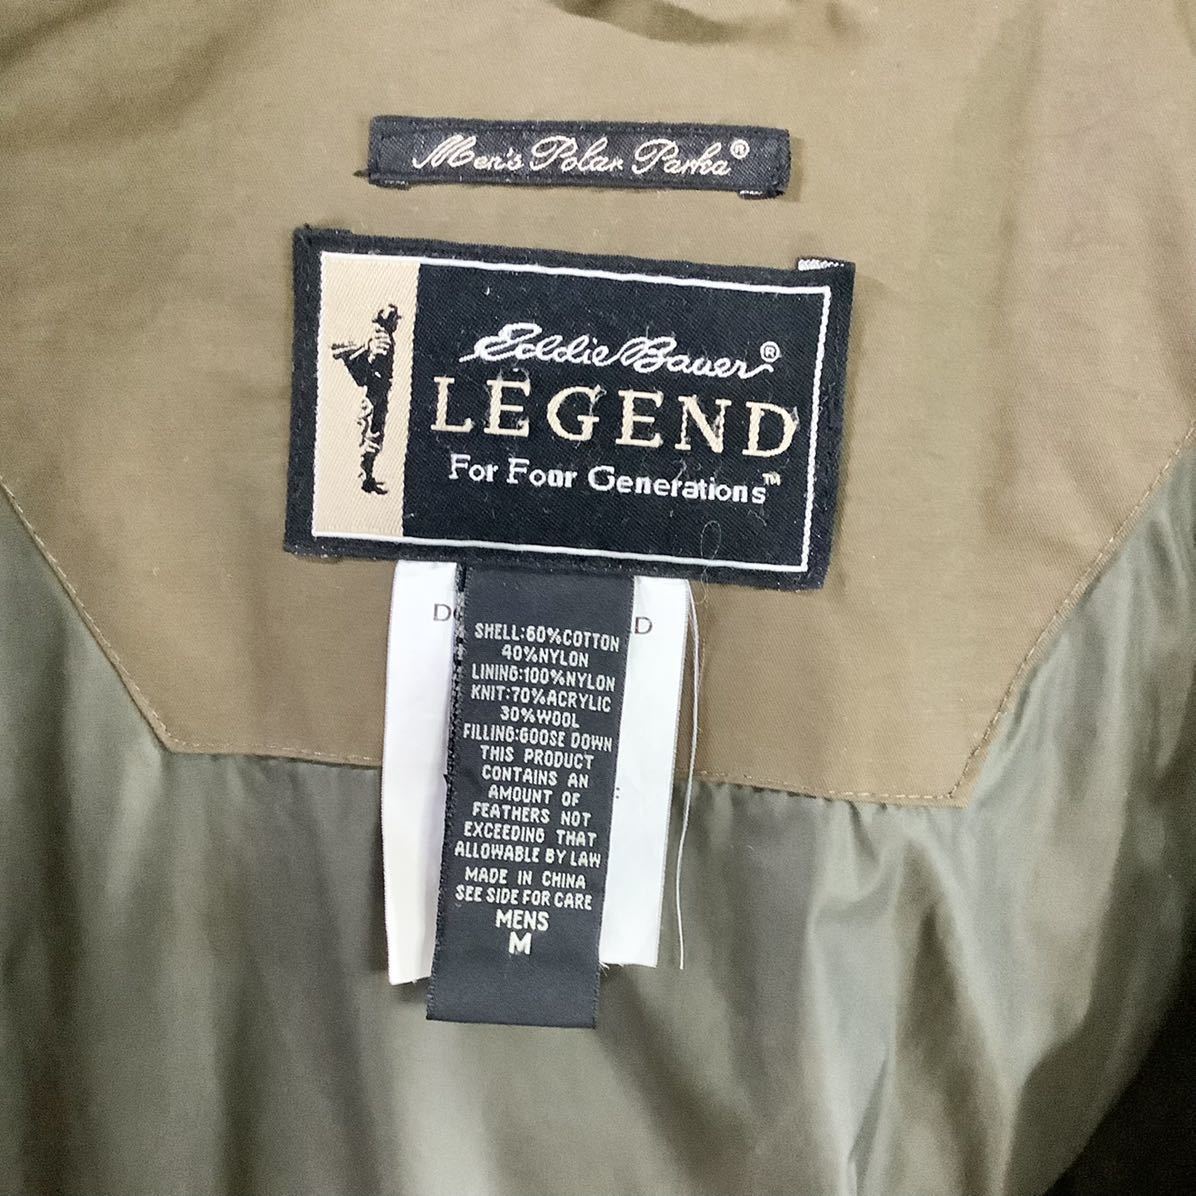 Men's Polar Parka®
Eddie Bauer®
LEGEND
For Four Generations™
SHELL:60%COTTON
40%NYLON
LINING:100%NYLON
KNIT:70%ACRYLIC
30%WOOL
FILLING:GOOSE DOWN
THIS PRODUCT
CONTAINS AN
AMOUNT OF
FEATHERS NOT
EXCEEDING THAT
ALLOWABLE BY LAW
MADE IN CHINA
SEE SIDE FOR CARE
MENS
M